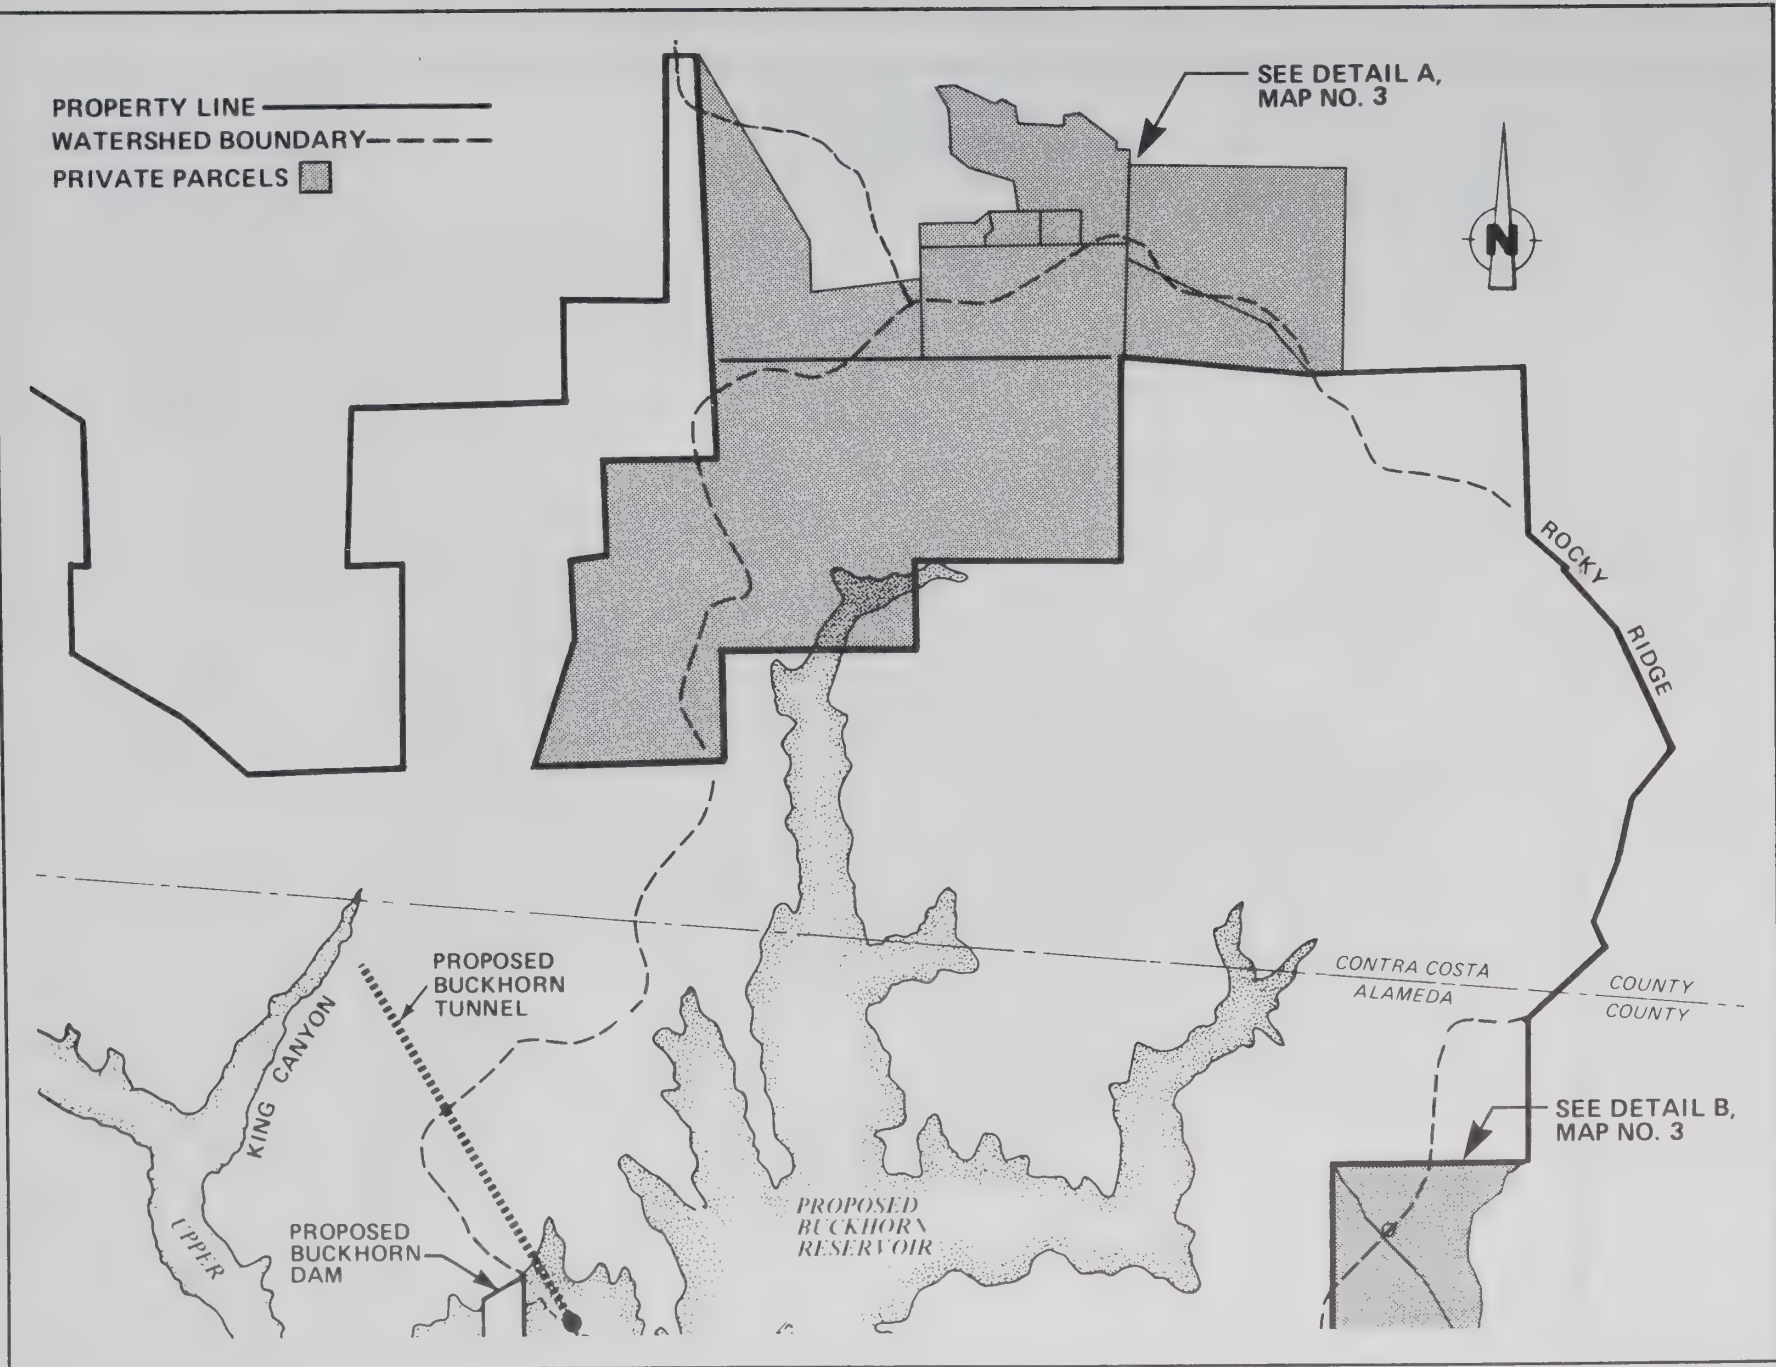 PROPERTY LINE
WATERSHED BOUNDARY
PRIVATE PARCELS
SEE DETAIL A,
MAP NO. 3
N
ROCKY
RIDGE
CONTRA COSTA
COUNTY
ALAMEDA
COUNTY
PROPOSED
BUCKHORN
TUNNEL
KING CANYON
UPPER
PROPOSED
BUCKHORN
DAM
PROPOSED
BUCKHORN
RESERVOIR
SEE DETAIL B,
MAP NO. 3